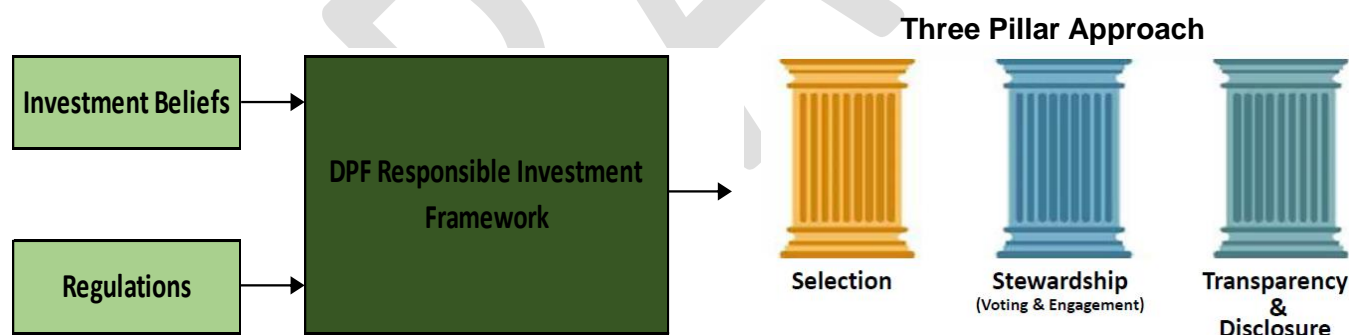 Three Pillar Approach
Investment Beliefs
DPF Responsible Investment
Framework
Regulations
Selection
Stewardship
(Voting & Engagement)
Transparency
&
Disclosure